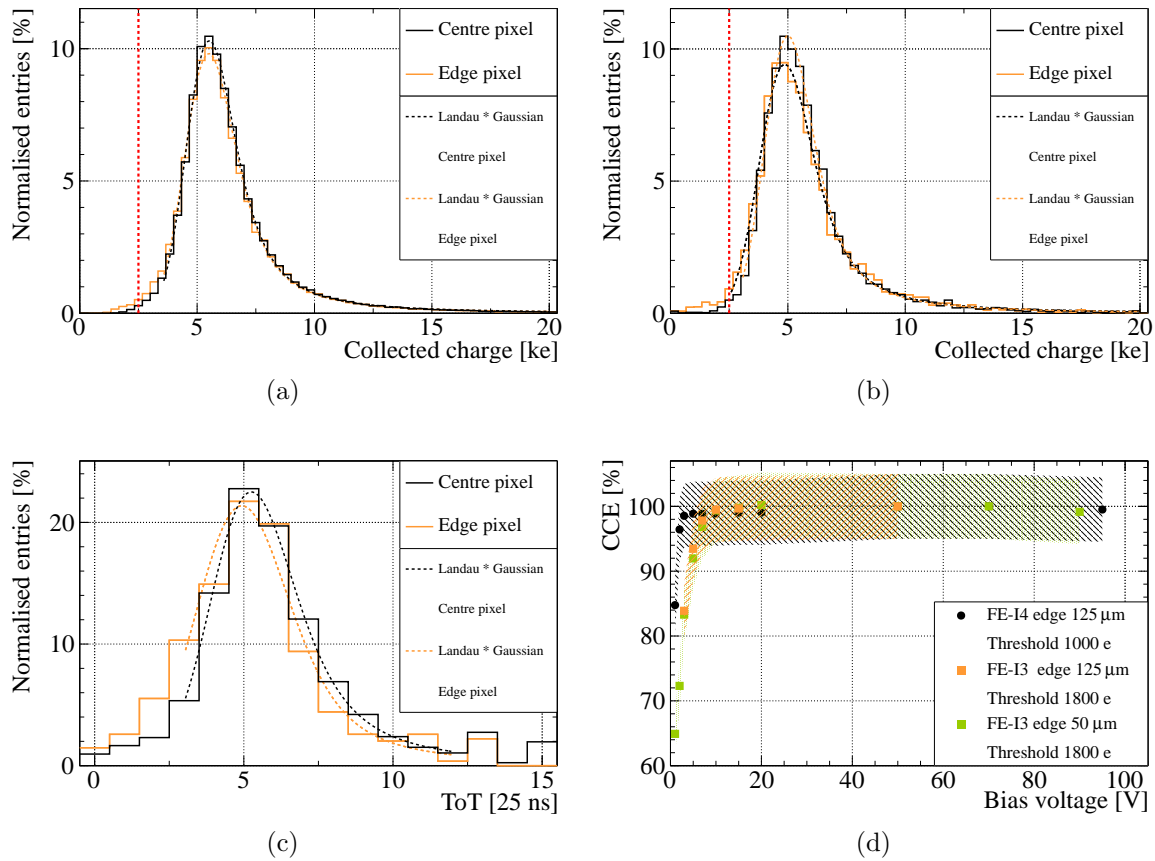 Normalised entries [%]
10
5
0
0 5 10 15 20
Collected charge [ke]
Centre pixel
Edge pixel
Landau * Gaussian
Centre pixel
Landau * Gaussian
Edge pixel
(a)
Normalised entries [%]
10
5
0
0 5 10 15 20
Collected charge [ke]
Centre pixel
Edge pixel
Landau * Gaussian
Centre pixel
Landau * Gaussian
Edge pixel
(b)
Normalised entries [%]
20
10
0
0 5 10 15
ToT [25 ns]
Centre pixel
Edge pixel
Landau * Gaussian
Centre pixel
Landau * Gaussian
Edge pixel
(c)
CCE [%]
100
90
80
70
60
0 20 40 60 80 100
Bias voltage [V]
FE-I4 edge 125 μm
Threshold 1000 e
FE-I3 edge 125 μm
Threshold 1800 e
FE-I3 edge 50 μm
Threshold 1800 e
(d)